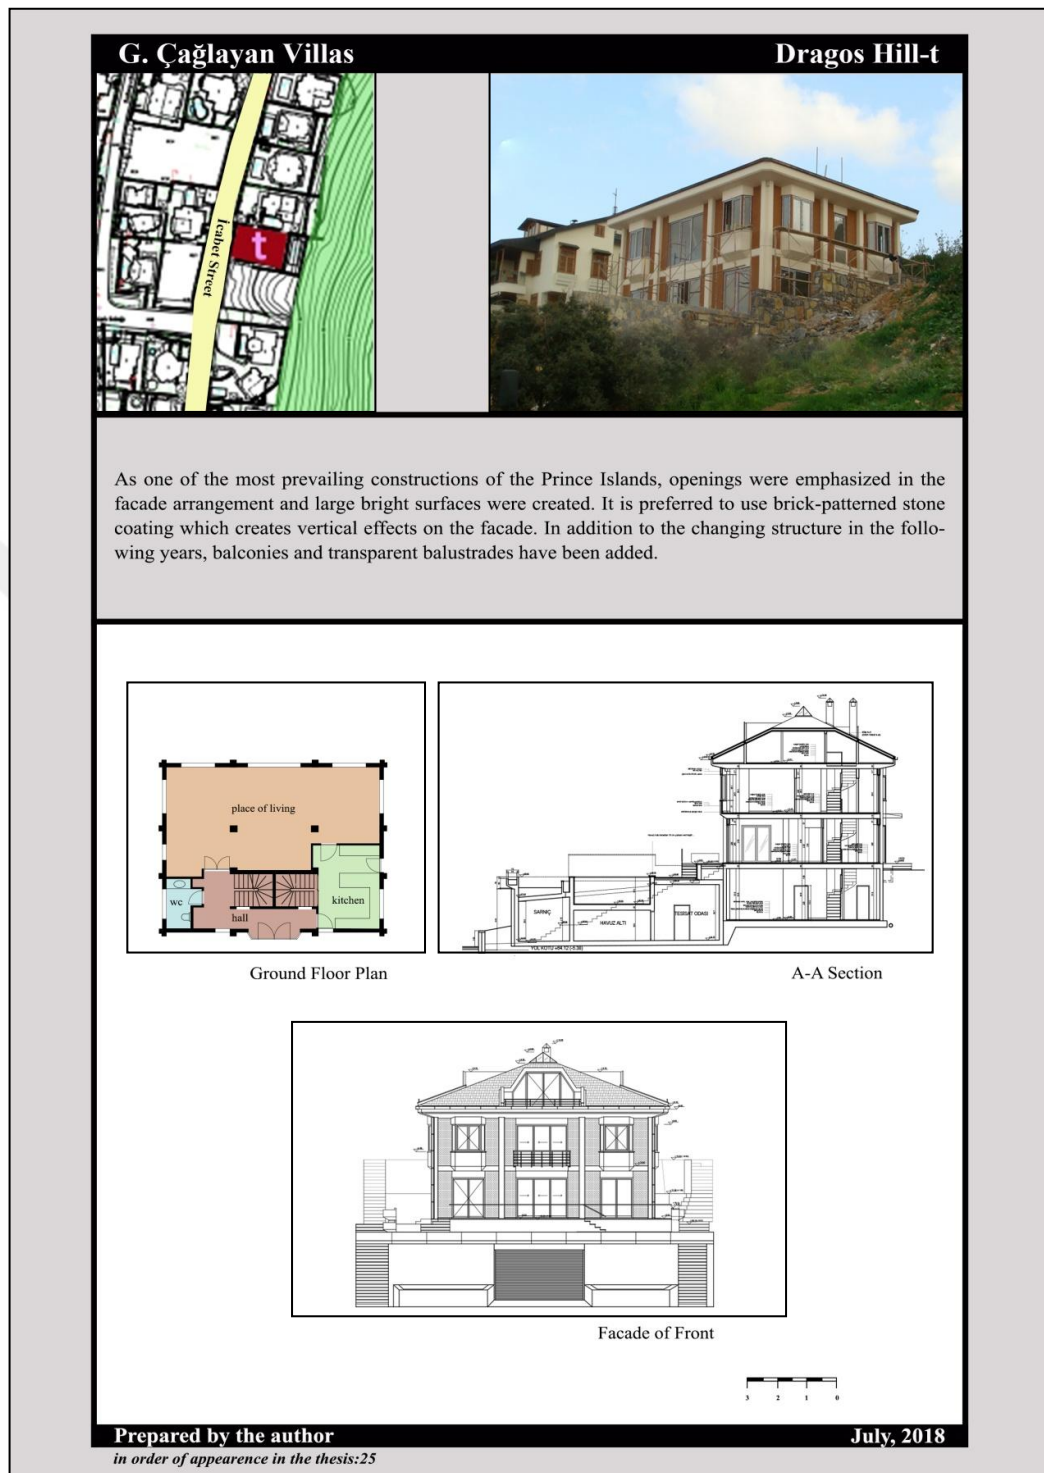 G. Çağlayan Villas
Dragos Hill-t
İcabet Street
t
As one of the most prevailing constructions of the Prince Islands, openings were emphasized in the
facade arrangement and large bright surfaces were created. It is preferred to use brick-patterned stone
coating which creates vertical effects on the facade. In addition to the changing structure in the follo-
wing years, balconies and transparent balustrades have been added.
place of living
wc
hall
kitchen
Ground Floor Plan
SARNIÇ
HAVUZ ALTI
TESİSAT ODASI
A-A Section
Facade of Front
3 2 1 0
Prepared by the author
July, 2018
in order of appearence in the thesis:25